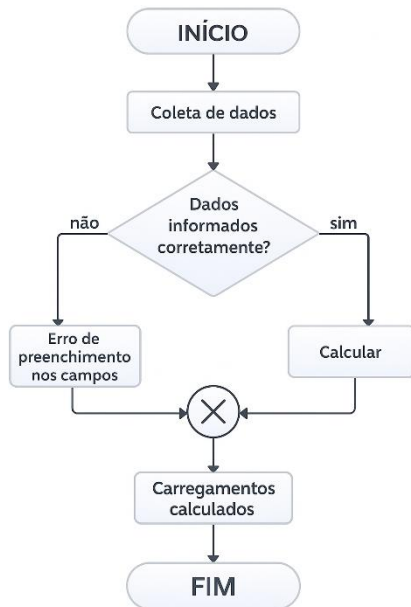 INÍCIO
Coleta de dados
Dados
informados
corretamente?
não
sim
Erro de
preenchimento
nos campos
Calcular
Carregamentos
calculados
FIM